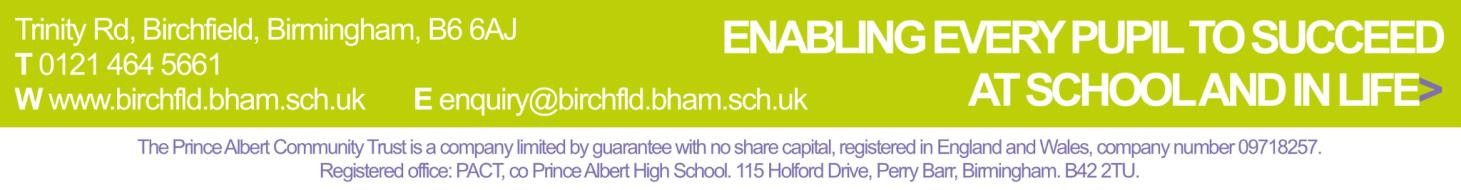 Trinity Rd, Birchfield, Birmingham, B6 6AJ
T 0121 464 5661
W www.birchfld.bham.sch.uk E enquiry@birchfld.bham.sch.uk
ENABLING EVERY PUPIL TO SUCCEED
AT SCHOOL AND IN LIFE>
The Prince Albert Community Trust is a company limited by guarantee with no share capital, registered in England and Wales, company number 09718257.
Registered office: PACT, co Prince Albert High School. 115 Holford Drive, Perry Barr, Birmingham. B42 2TU.